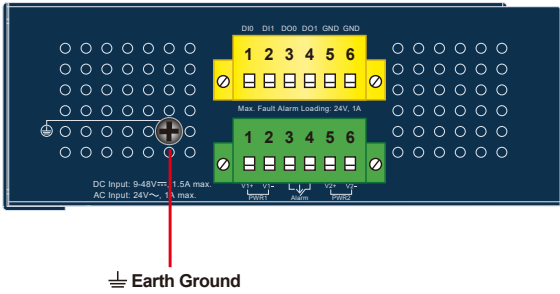 DI0 DI1 DO0 DO1 GND GND
1 2 3 4 5 6
Max. Fault Alarm Loading: 24V, 1A
1 2 3 4 5 6
V1+ V1- V2+ V2-
PWR1 Alarm PWR2
DC Input: 9-48V⎓, 1.5A max.
AC Input: 24V~, 1A max.
Earth Ground